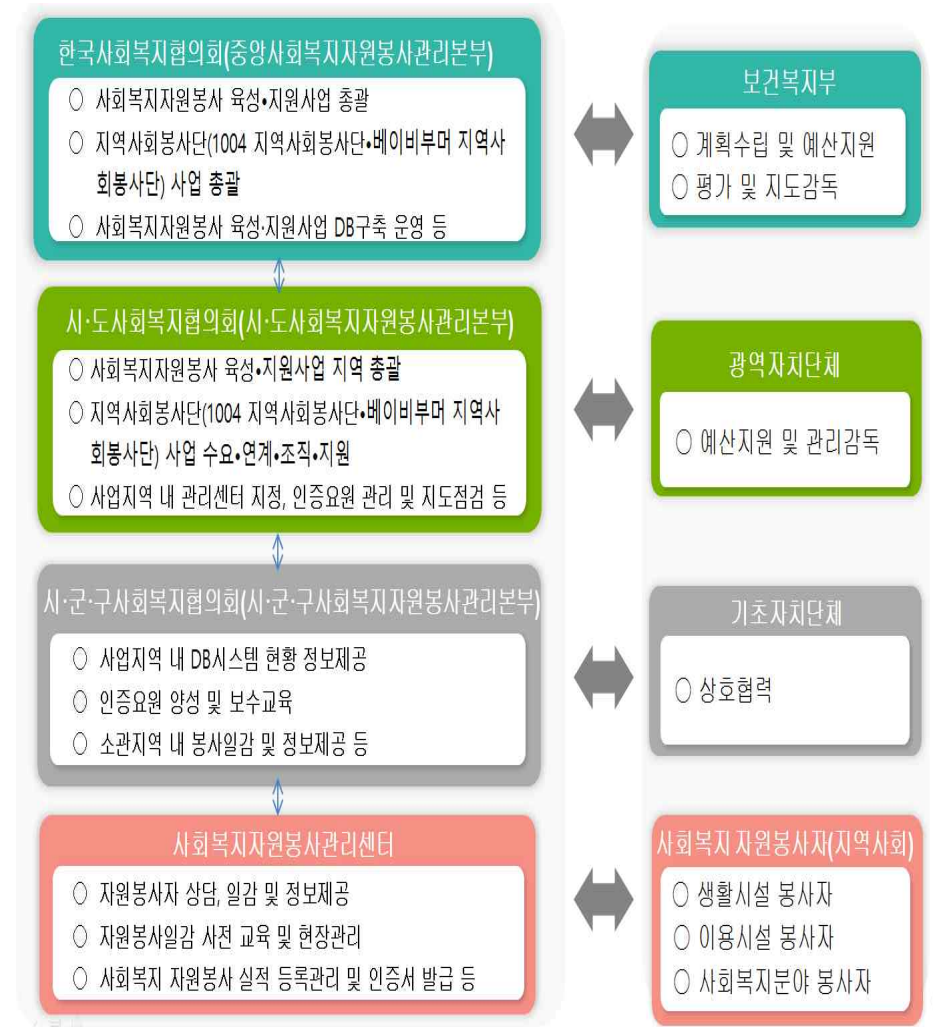 한국사회복지협의회(중앙사회복지자원봉사관리본부)
○ 사회복지자원봉사 육성•지원사업 총괄
○ 지역사회봉사단(1004 지역사회봉사단•베이비부머 지역사
회봉사단) 사업 총괄
○ 사회복지자원봉사 육성·지원사업 DB구축 운영 등
보건복지부
○ 계획수립 및 예산지원
○ 평가 및 지도감독
시·도사회복지협의회(시·도사회복지자원봉사관리본부)
○ 사회복지자원봉사 육성•지원사업 지역 총괄
○ 지역사회봉사단(1004 지역사회봉사단•베이비부머 지역사
회봉사단) 사업 수요•연계•조직•지원
○ 사업지역 내 관리센터 지정, 인증요원 관리 및 지도점검 등
광역자치단체
○ 예산지원 및 관리감독
시·군·구사회복지협의회(시·군·구사회복지자원봉사관리본부)
○ 사업지역 내 DB시스템 현황 정보제공
○ 인증요원 양성 및 보수교육
○ 소관지역 내 봉사일감 및 정보제공 등
기초자치단체
○ 상호협력
사회복지자원봉사관리센터
○ 자원봉사자 상담, 일감 및 정보제공
○ 자원봉사일감 사전 교육 및 현장관리
○ 사회복지 자원봉사 실적 등록관리 및 인증서 발급 등
사회복지 자원봉사자(지역사회)
○ 생활시설 봉사자
○ 이용시설 봉사자
○ 사회복지분야 봉사자